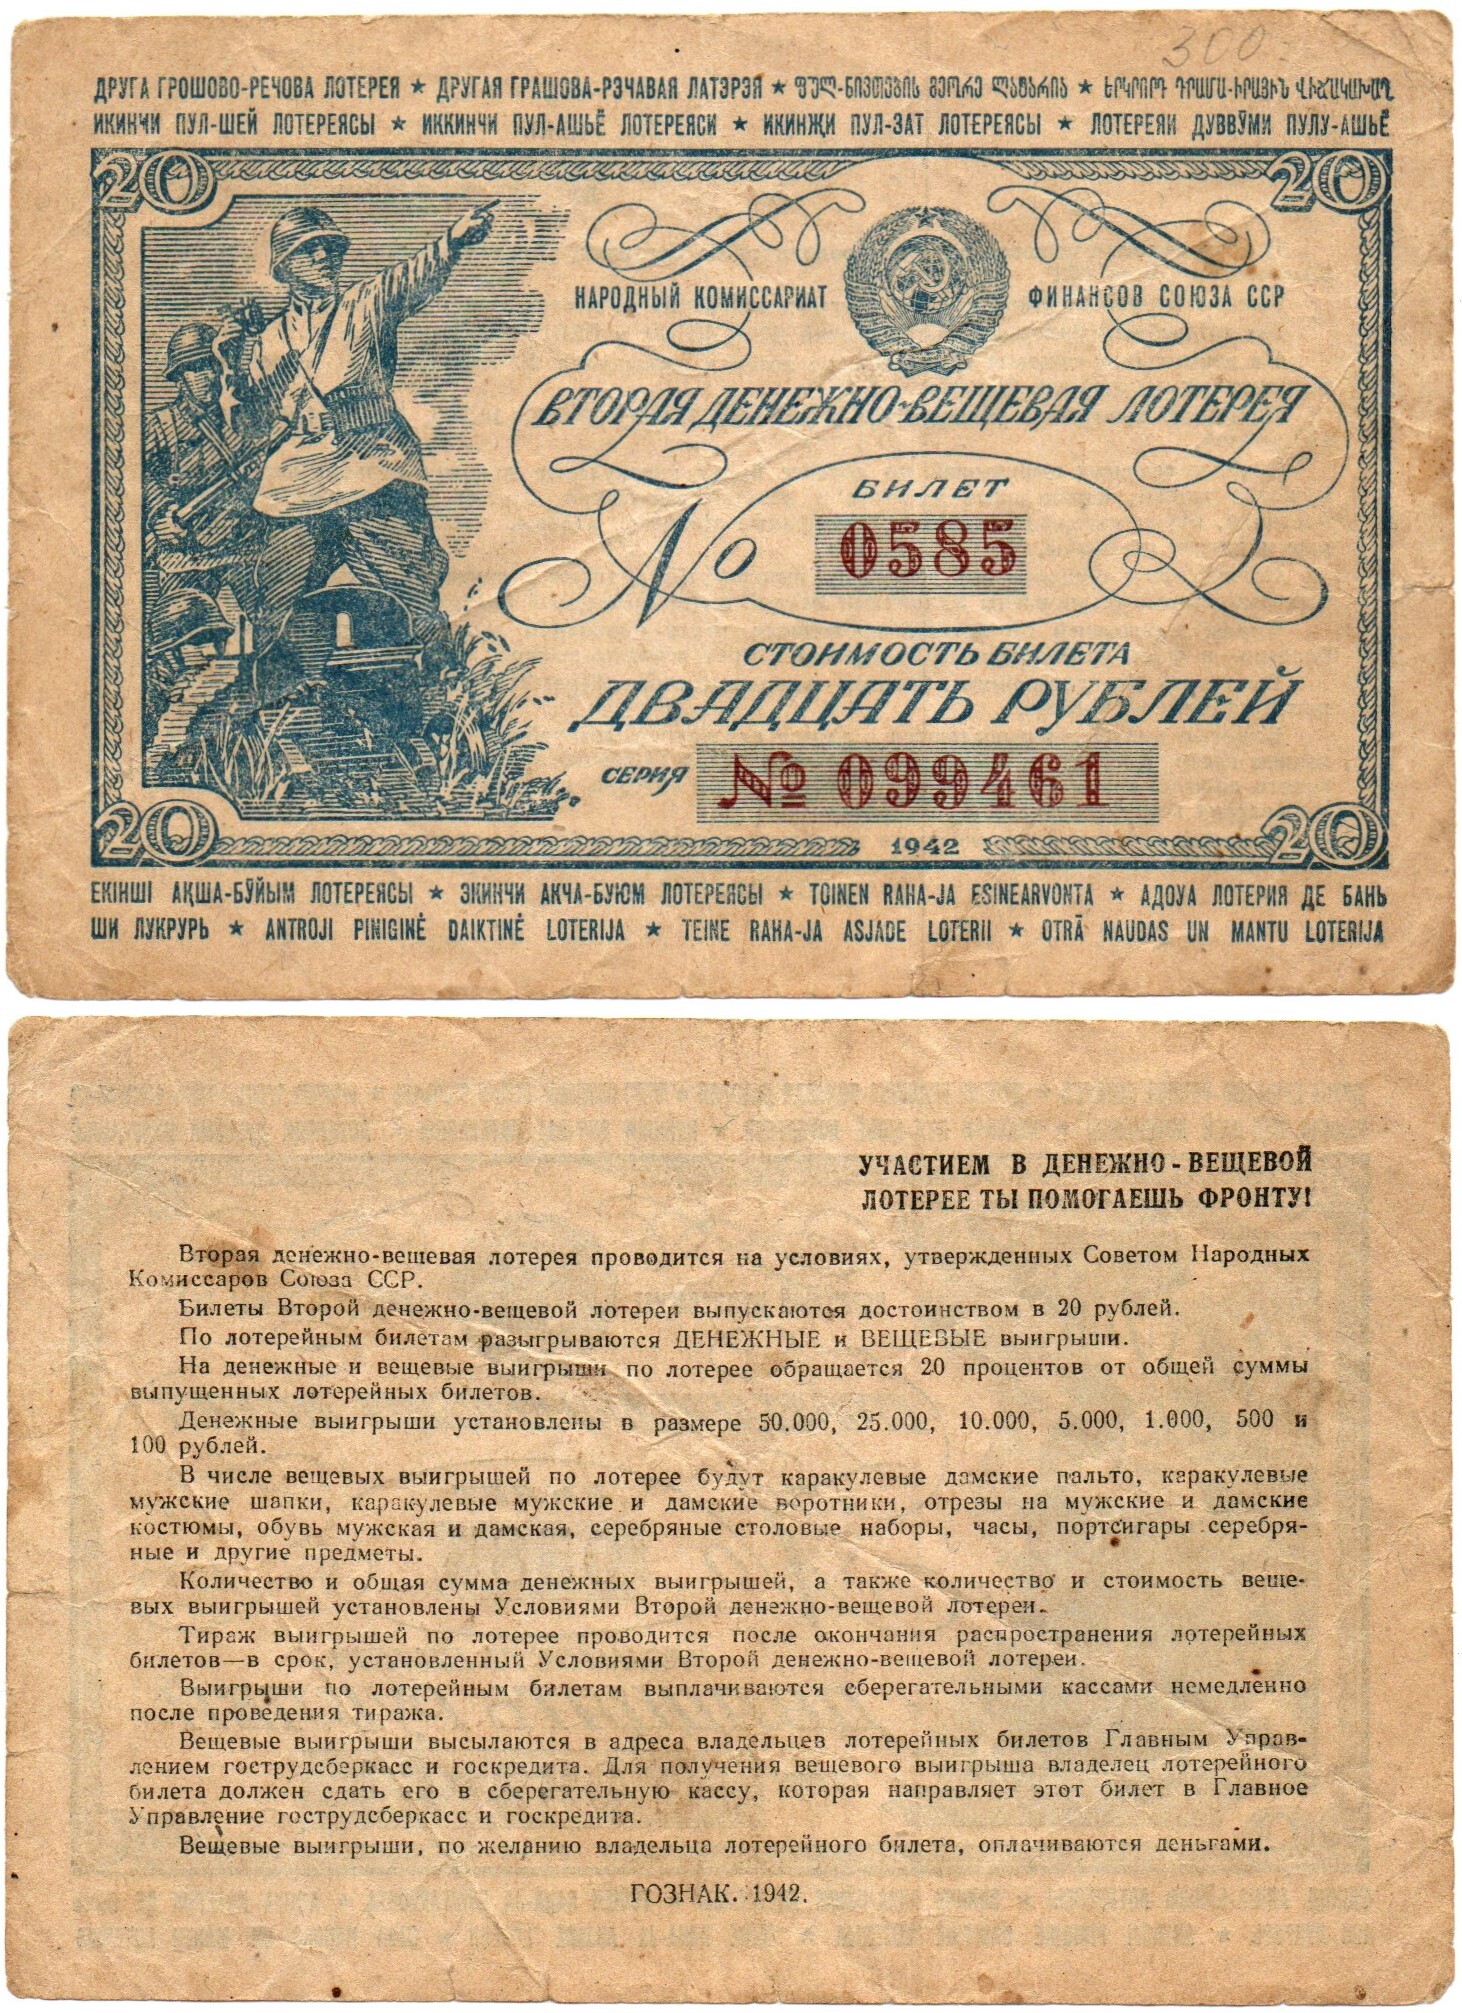 300
ДРУГА ГРОШОВО-РЕЧОВА ЛОТЕРЕЯ ★ ДРУГАЯ ГРАШОВА-РЭЧАВАЯ ЛАТЭРЭЯ ★ ფულ-ნივთების მეორე ლატარია ★ ԵՐԿՐՈՐԴ ԴՐԱՄԱ-ԻՐԱՅԻՆ ՎԻՃԱԿԱԽԱՂ
ИКИНЧИ ПУЛ-ШЕЙ ЛОТЕРЕЯСЫ ★ ИККИНЧИ ПУЛ-АШЬЁ ЛОТЕРЕЯСИ ★ ИКИНҖИ ПУЛ-ЗАТ ЛОТЕРЕЯСЫ ★ ЛОТЕРЕЯИ ДУВВӮМИ ПУЛУ-АШЬЁ
20 20
НАРОДНЫЙ КОМИССАРИАТ ФИНАНСОВ СОЮЗА ССР
ВТОРАЯ ДЕНЕЖНО-ВЕЩЕВАЯ ЛОТЕРЕЯ
БИЛЕТ
№ 0585
СТОИМОСТЬ БИЛЕТА
ДВАДЦАТЬ РУБЛЕЙ
СЕРИЯ № 099461
20 1942 20
ЕКІНШІ АҚША-БҰЙЫМ ЛОТЕРЕЯСЫ ★ ЭКИНЧИ АКЧА-БУЮМ ЛОТЕРЕЯСЫ ★ TOINEN RAHA-JA ESINEARVONTA ★ АДОУА ЛОТЕРИЯ ДЕ БАНЬ
ШИ ЛУКРУРЬ ★ ANTROJI PINIGINĖ DAIKTINĖ LOTERIJA ★ TEINE RAHA-JA ASJADE LOTERII ★ OTRĀ NAUDAS UN MANTU LOTERIJA
УЧАСТИЕМ В ДЕНЕЖНО-ВЕЩЕВОЙ
ЛОТЕРЕЕ ТЫ ПОМОГАЕШЬ ФРОНТУ!
Вторая денежно-вещевая лотерея проводится на условиях, утвержденных Советом Народных
Комиссаров Союза ССР.
Билеты Второй денежно-вещевой лотереи выпускаются достоинством в 20 рублей.
По лотерейным билетам разыгрываются ДЕНЕЖНЫЕ и ВЕЩЕВЫЕ выигрыши.
На денежные и вещевые выигрыши по лотерее обращается 20 процентов от общей суммы
выпущенных лотерейных билетов.
Денежные выигрыши установлены в размере 50.000, 25.000, 10.000, 5.000, 1.000, 500 и
100 рублей.
В числе вещевых выигрышей по лотерее будут каракулевые дамские пальто, каракулевые
мужские шапки, каракулевые мужские и дамские воротники, отрезы на мужские и дамские
костюмы, обувь мужская и дамская, серебряные столовые наборы, часы, портсигары серебря-
ные и другие предметы.
Количество и общая сумма денежных выигрышей, а также количество и стоимость веще-
вых выигрышей установлены Условиями Второй денежно-вещевой лотереи.
Тираж выигрышей по лотерее проводится после окончания распространения лотерейных
билетов—в срок, установленный Условиями Второй денежно-вещевой лотереи.
Выигрыши по лотерейным билетам выплачиваются сберегательными кассами немедленно
после проведения тиража.
Вещевые выигрыши высылаются в адреса владельцев лотерейных билетов Главным Управ-
лением гострудсберкасс и госкредита. Для получения вещевого выигрыша владелец лотерейного
билета должен сдать его в сберегательную кассу, которая направляет этот билет в Главное
Управление гострудсберкасс и госкредита.
Вещевые выигрыши, по желанию владельца лотерейного билета, оплачиваются деньгами.
ГОЗНАК. 1942.